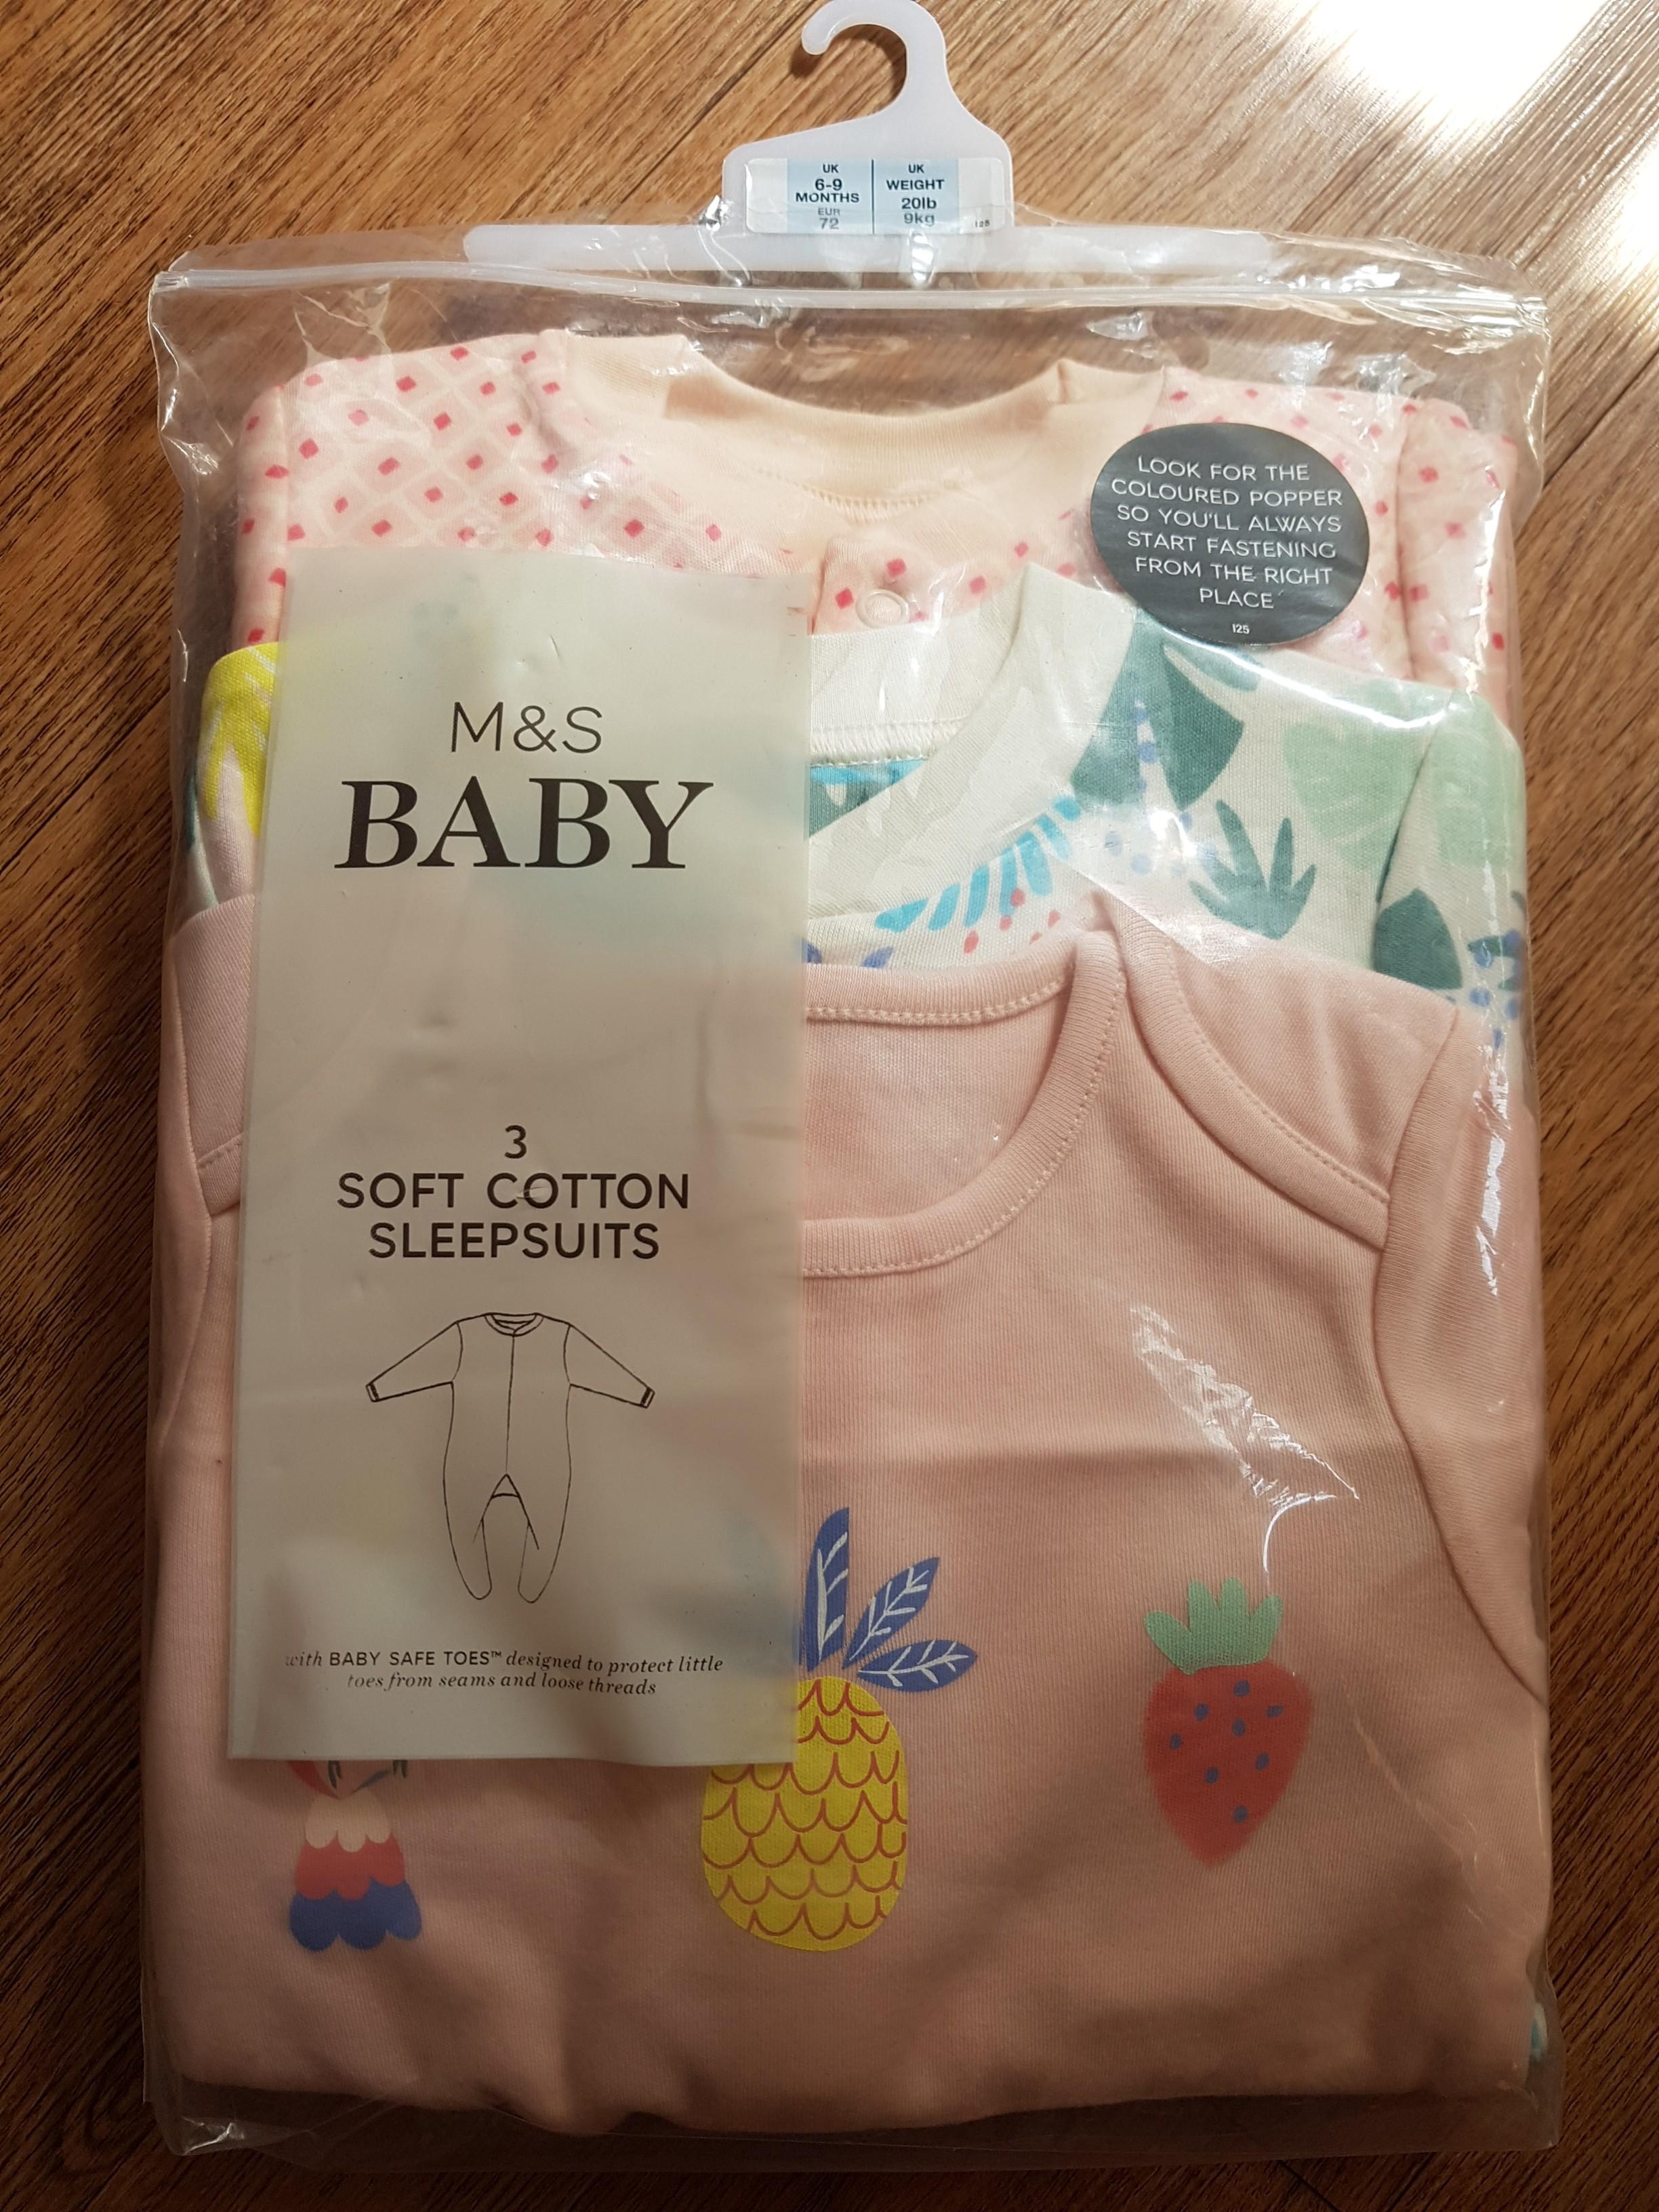 UK
6-9
MONTHS
EUR
72
UK
WEIGHT
20lb
9kg
125
LOOK FOR THE
COLOURED POPPER
SO YOU'LL ALWAYS
START FASTENING
FROM THE RIGHT
PLACE
125
M&S
BABY
3
SOFT COTTON
SLEEPSUITS
with BABY SAFE TOES™ designed to protect little
toes from seams and loose threads